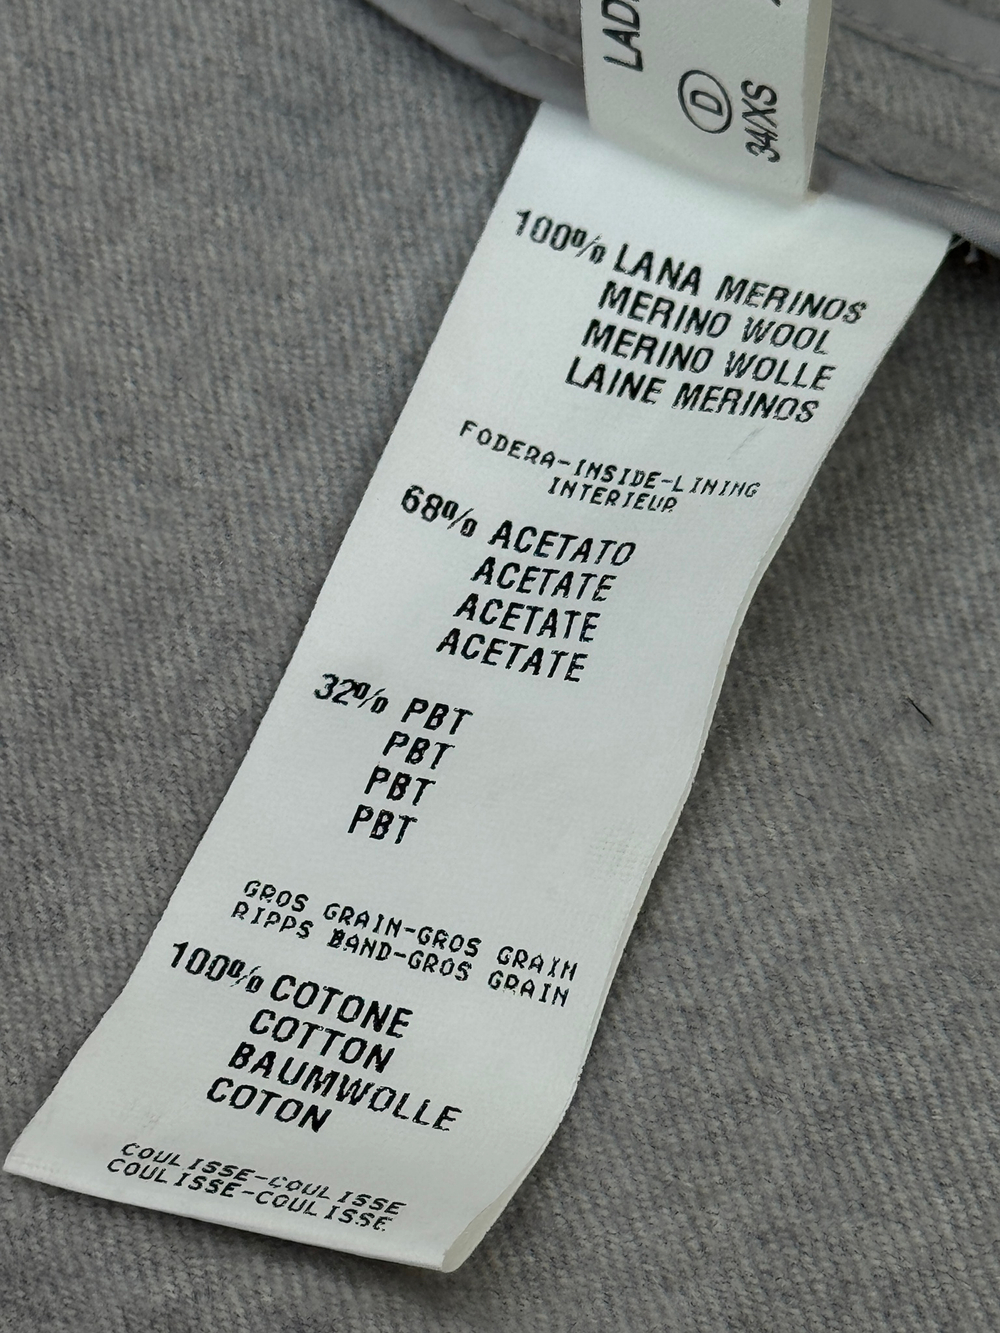 D
34/XS
100% LANA MERINOS
MERINO WOOL
MERINO WOLLE
LAINE MERINOS
FODERA-INSIDE-LINING
INTERIEUR
68% ACETATO
ACETATE
ACETATE
ACETATE
32% PBT
PBT
PBT
PBT
GROS GRAIN-GROS GRAIN
RIPPS BAND-GROS GRAIN
100% COTONE
COTTON
BAUMWOLLE
COTON
COULISSE-COULISSE
COULISSE-COULISSE